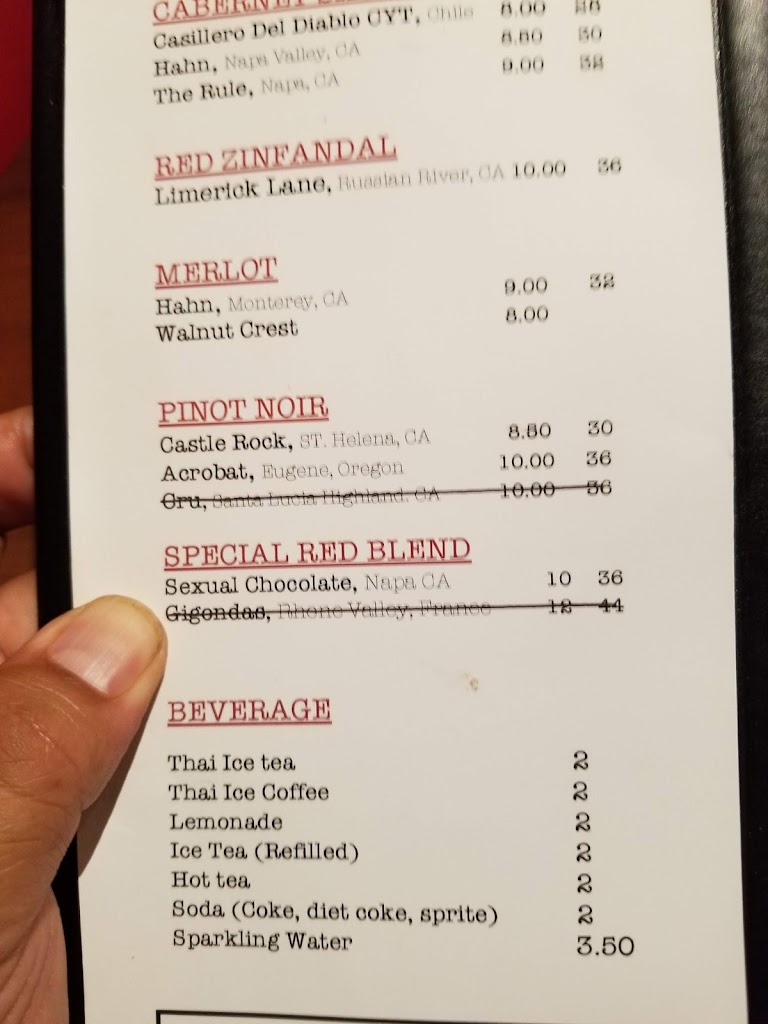 CABERNET
Casillero Del Diablo CYT, Chile 8.00 28
Hahn, Napa Valley, CA 8.50 30
The Rule, Napa, CA 9.00 32
RED ZINFANDAL
Limerick Lane, Russian River, CA 10.00 36
MERLOT
Hahn, Monterey, CA 9.00 32
Walnut Crest 8.00
PINOT NOIR
Castle Rock, ST. Helena, CA 8.50 30
Acrobat, Eugene, Oregon 10.00 36
Cru, Santa Lucia Highland. CA 10.00 36
SPECIAL RED BLEND
Sexual Chocolate, Napa CA 10 36
Gigondas, Rhone Valley, France 12 44
BEVERAGE
Thai Ice tea 2
Thai Ice Coffee 2
Lemonade 2
Ice Tea (Refilled) 2
Hot tea 2
Soda (Coke, diet coke, sprite) 2
Sparkling Water 3.50